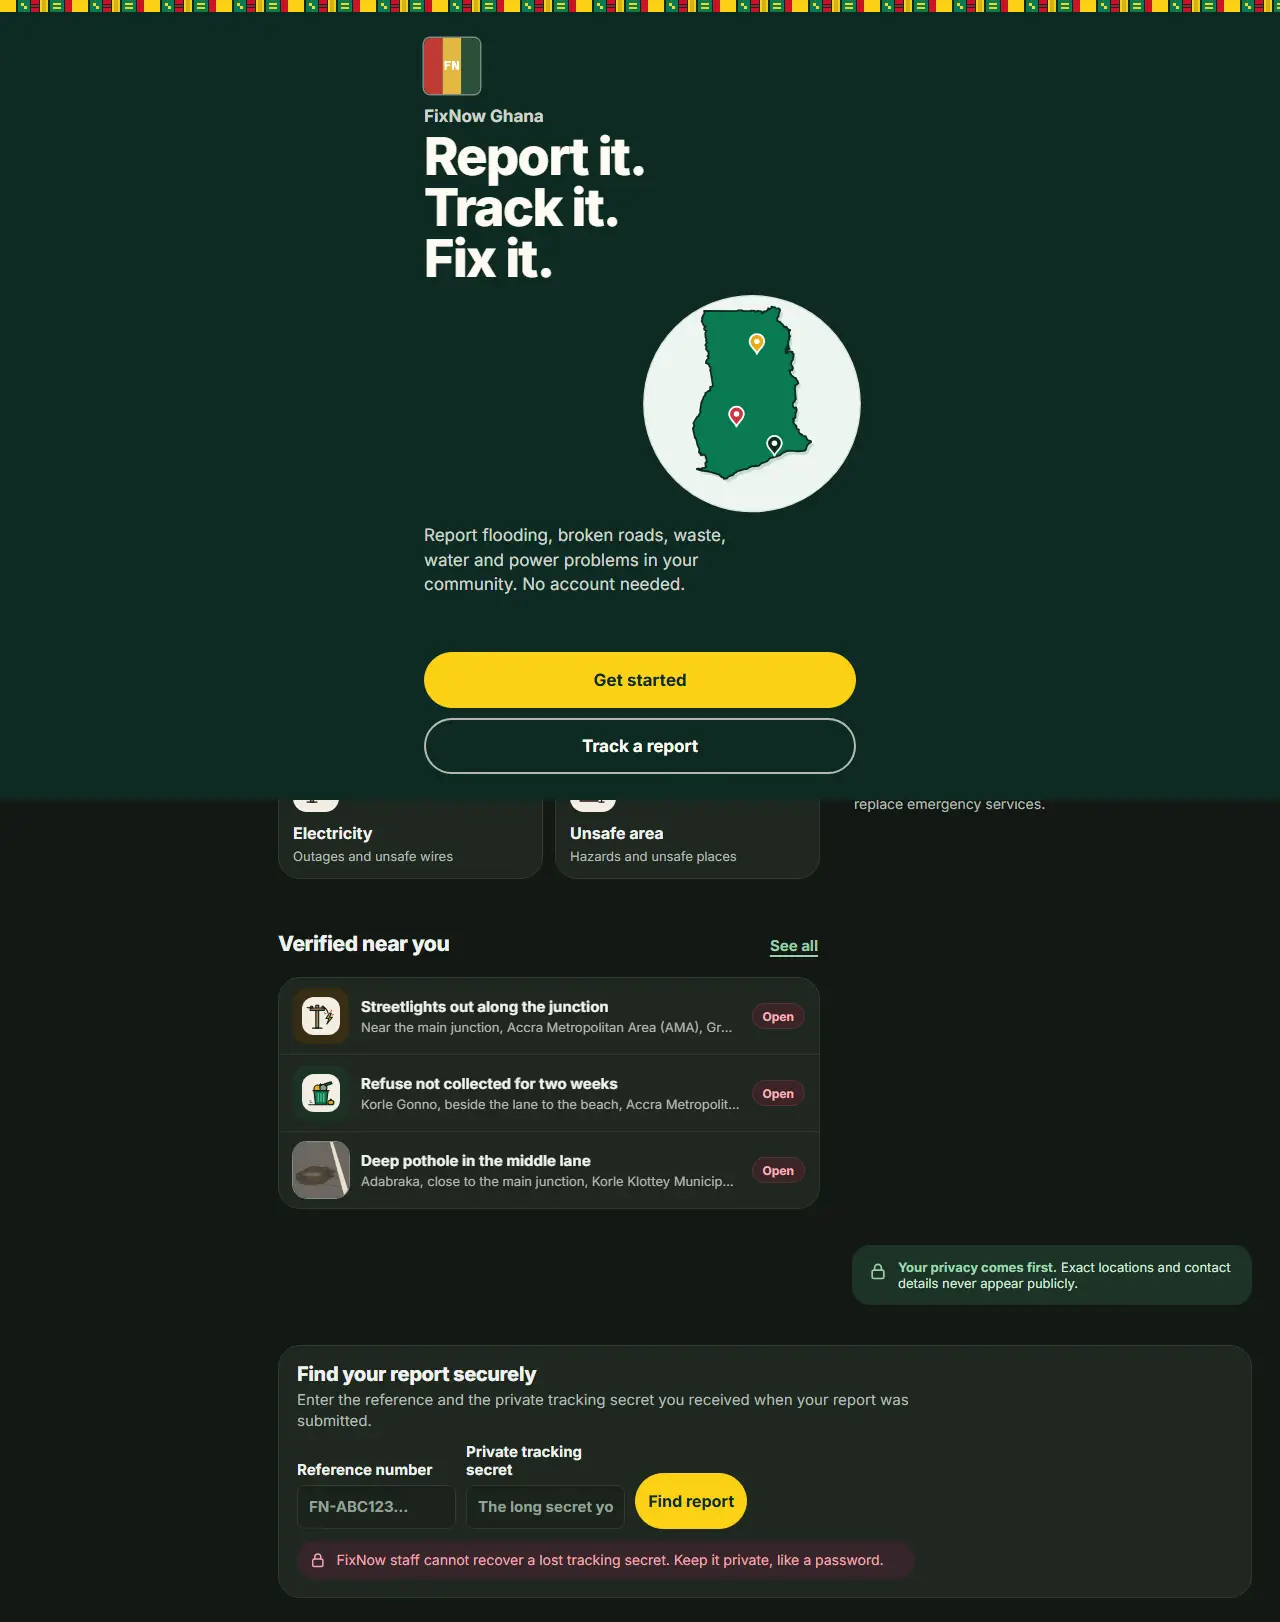 FN
FixNow Ghana
Report it.
Track it.
Fix it.
Report flooding, broken roads, waste,
water and power problems in your
community. No account needed.
Get started
Track a report
replace emergency services.
Electricity
Outages and unsafe wires
Unsafe area
Hazards and unsafe places
Verified near you
See all
Streetlights out along the junction
Near the main junction, Accra Metropolitan Area (AMA), Gr...
Open
Refuse not collected for two weeks
Korle Gonno, beside the lane to the beach, Accra Metropolit...
Open
Deep pothole in the middle lane
Adabraka, close to the main junction, Korle Klottey Municip...
Open
Your privacy comes first. Exact locations and contact
details never appear publicly.
Find your report securely
Enter the reference and the private tracking secret you received when your report was
submitted.
Reference number
Private tracking
secret
FN-ABC123...
The long secret yo
Find report
FixNow staff cannot recover a lost tracking secret. Keep it private, like a password.